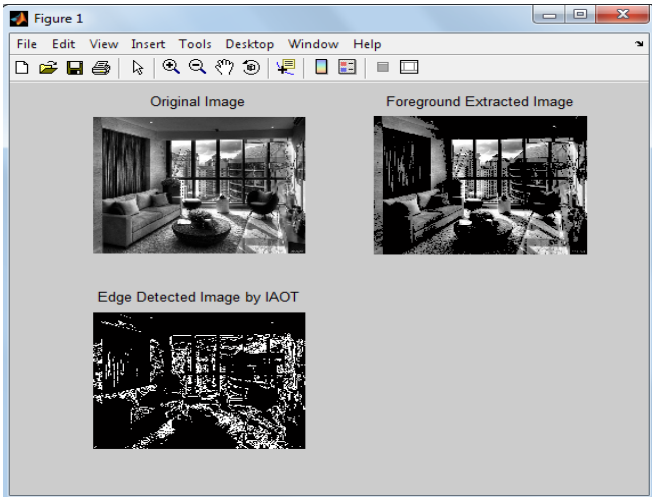 Figure 1
File Edit View Insert Tools Desktop Window Help
Original Image
Foreground Extracted Image
Edge Detected Image by IAOT